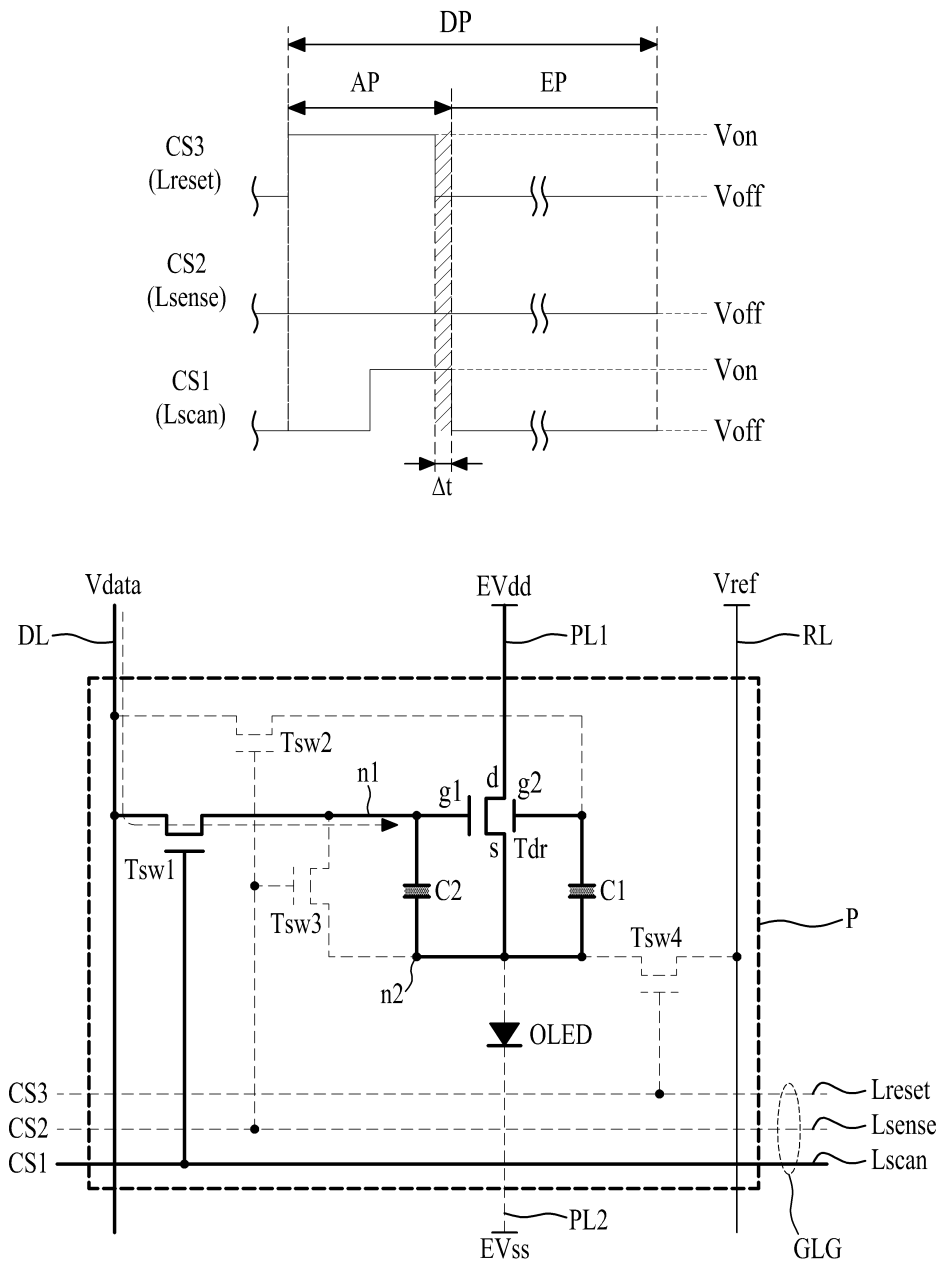 DP
AP EP
CS3
(Lreset)
Von
Voff
CS2
(Lsense)
Voff
CS1
(Lscan)
Von
Voff
Δt
Vdata EVdd Vref
DL PL1 RL
Tsw2
n1
g1 d g2
s Tdr
Tsw1
C2 C1
Tsw3
Tsw4
P
n2
OLED
CS3 Lreset
CS2 Lsense
CS1 Lscan
PL2
EVss
GLG